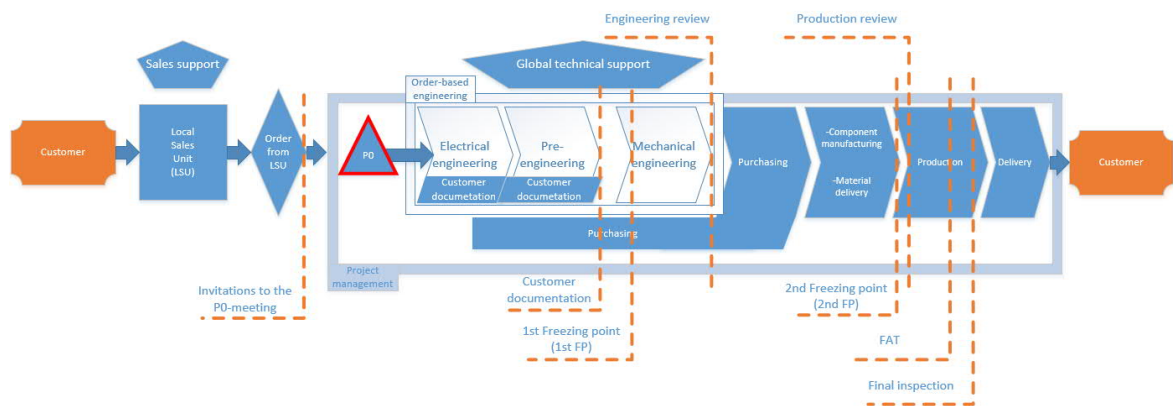 Engineering review
Production review
Sales support
Global technical support
Order-based
engineering
Customer
Local
Sales
Unit
(LSU)
Order
from
LSU
P0
Electrical
engineering
Customer
documetation
Pre-
engineering
Customer
documetation
Mechanical
engineering
Purchasing
-Component
manufacturing
-Material
delivery
Production
Delivery
Customer
Purchasing
Project
management
Invitations to the
P0-meeting
Customer
documentation
1st Freezing point
(1st FP)
2nd Freezing point
(2nd FP)
FAT
Final inspection